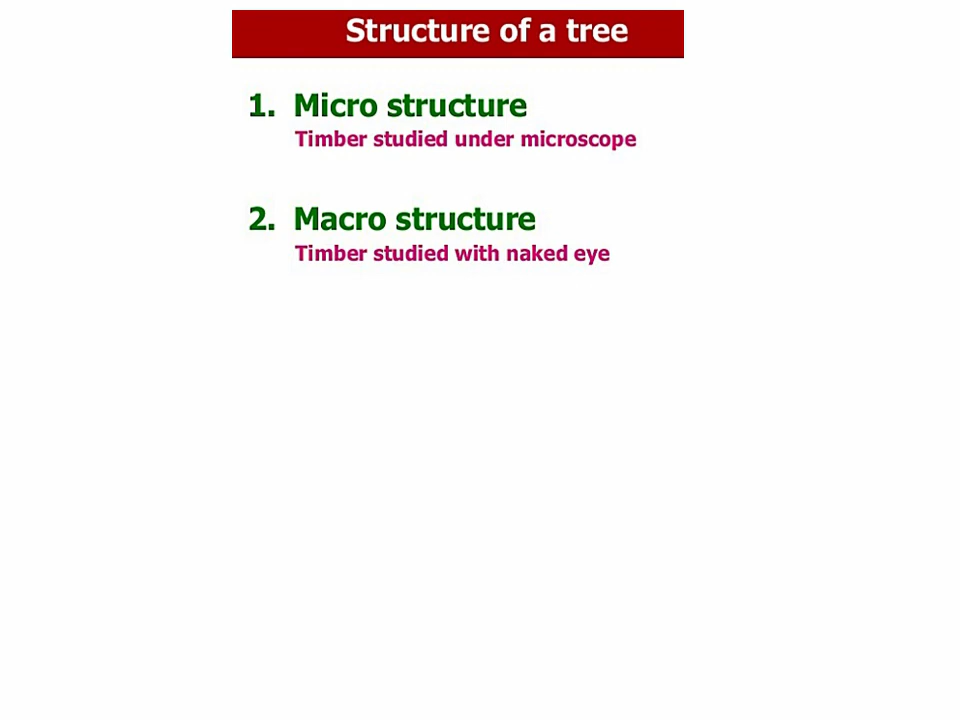 Structure of a tree
1. Micro structure
Timber studied under microscope
2. Macro structure
Timber studied with naked eye